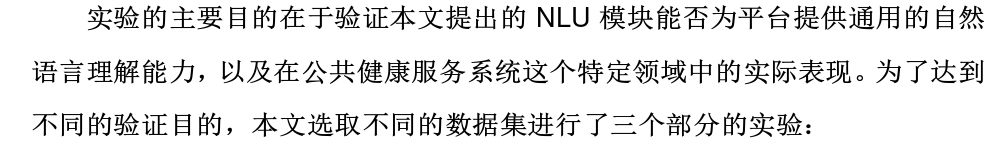 实验的主要目的在于验证本文提出的 NLU 模块能否为平台提供通用的自然
语言理解能力，以及在公共健康服务系统这个特定领域中的实际表现。为了达到
不同的验证目的，本文选取不同的数据集进行了三个部分的实验：